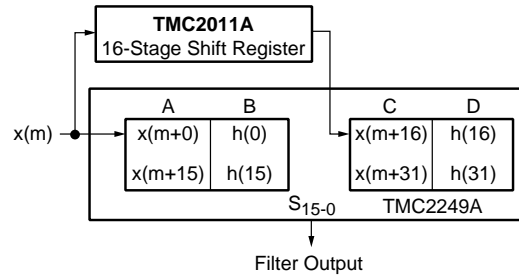 TMC2011A
16-Stage Shift Register
A B C D
x(m)
x(m+0) h(0) x(m+16) h(16)
x(m+15) h(15) x(m+31) h(31)
S15-0 TMC2249A
Filter Output